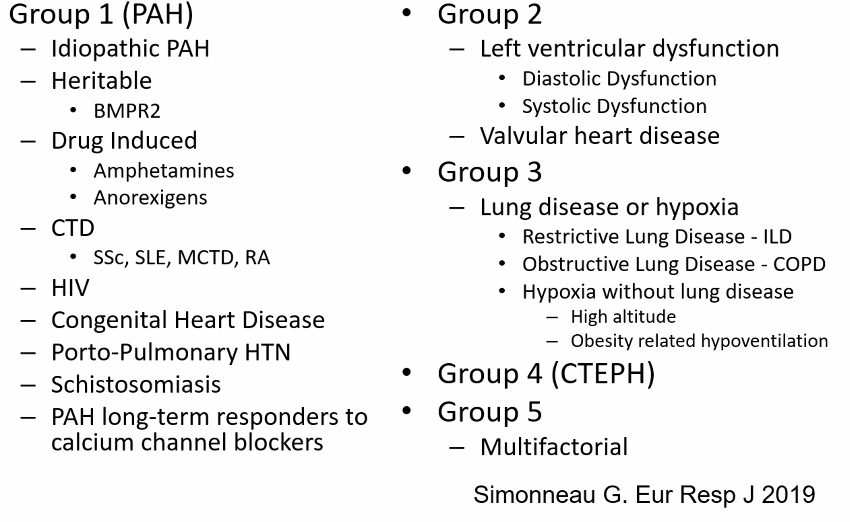 Group 1 (PAH)
– Idiopathic PAH
– Heritable
• BMPR2
– Drug Induced
• Amphetamines
• Anorexigens
– CTD
• SSc, SLE, MCTD, RA
– HIV
– Congenital Heart Disease
– Porto-Pulmonary HTN
– Schistosomiasis
– PAH long-term responders to
calcium channel blockers
• Group 2
– Left ventricular dysfunction
• Diastolic Dysfunction
• Systolic Dysfunction
– Valvular heart disease
• Group 3
– Lung disease or hypoxia
• Restrictive Lung Disease - ILD
• Obstructive Lung Disease - COPD
• Hypoxia without lung disease
– High altitude
– Obesity related hypoventilation
• Group 4 (CTEPH)
• Group 5
– Multifactorial
Simonneau G. Eur Resp J 2019